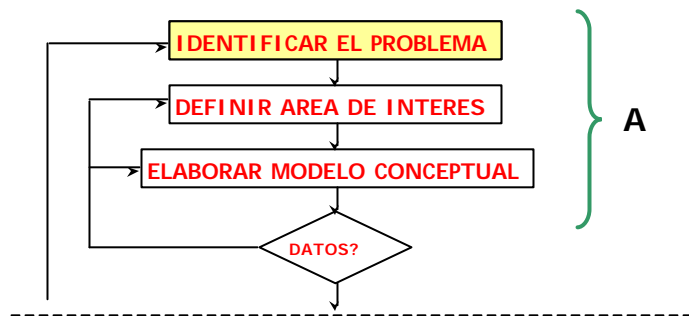 IDENTIFICAR EL PROBLEMA
DEFINIR AREA DE INTERES
A
ELABORAR MODELO CONCEPTUAL
DATOS?